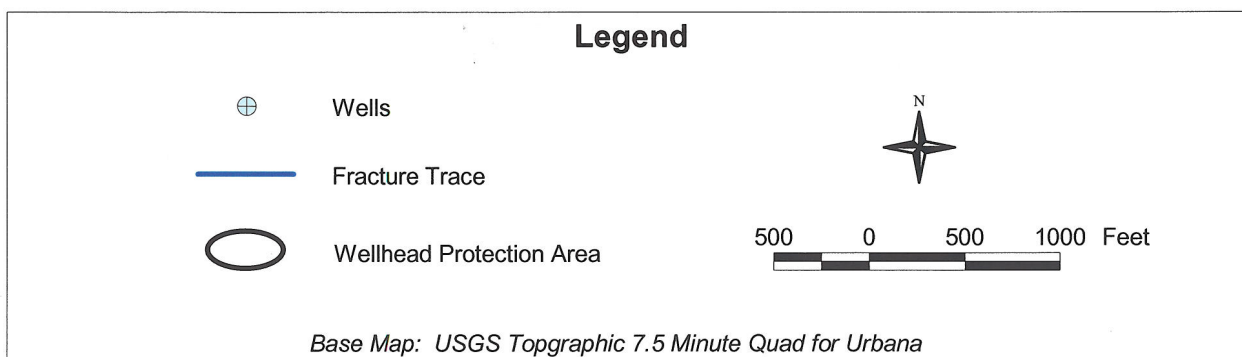 Legend
Wells
N
Fracture Trace
500 0 500 1000 Feet
Wellhead Protection Area
Base Map: USGS Topgraphic 7.5 Minute Quad for Urbana